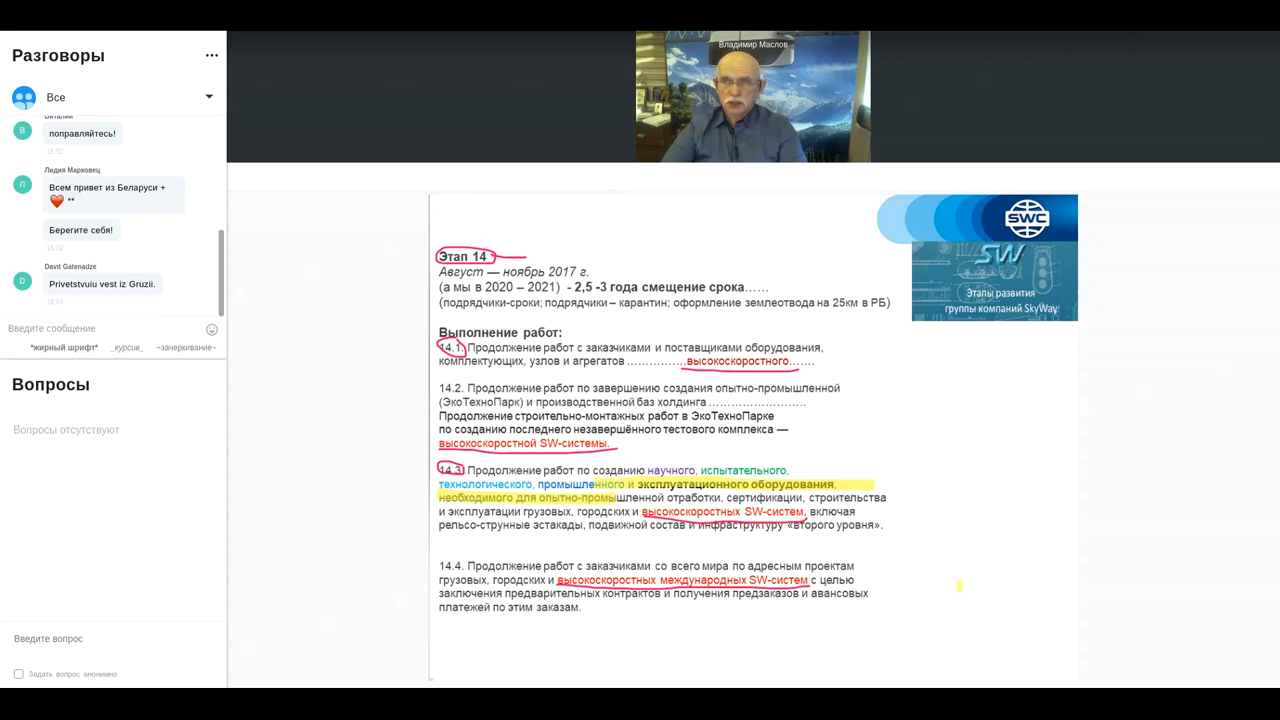 Разговоры
Все
Виталий
В
поправляйтесь!
16:02
Лидия Марковец
Л
Всем привет из Беларуси +
❤️ **
Берегите себя!
16:02
Davit Gatenadze
D
Privetstvuiu vest iz Gruzii.
16:04
Введите сообщение
*жирный шрифт* _курсив_ ~зачеркивание~
Вопросы
Вопросы отсутствуют
Введите вопрос
Задать вопрос анонимно
Владимир Маслов
SWC
SW
Этапы развития
группы компаний SkyWay
Этап 14
Август — ноябрь 2017 г.
(а мы в 2020 – 2021) - 2,5 -3 года смещение срока……
(подрядчики-сроки; подрядчики – карантин; оформление землеотвода на 25км в РБ)
Выполнение работ:
14.1. Продолжение работ с заказчиками и поставщиками оборудования,
комплектующих, узлов и агрегатов …………….высокоскоростного…….
14.2. Продолжение работ по завершению создания опытно-промышленной
(ЭкоТехноПарк) и производственной баз холдинга ……………………..
Продолжение строительно-монтажных работ в ЭкоТехноПарке
по созданию последнего незавершённого тестового комплекса —
высокоскоростной SW-системы.
14.3. Продолжение работ по созданию научного, испытательного,
технологического, промышленного и эксплуатационного оборудования,
необходимого для опытно-промышленной отработки, сертификации, строительства
и эксплуатации грузовых, городских и высокоскоростных SW-систем, включая
рельсо-струнные эстакады, подвижной состав и инфраструктуру «второго уровня».
14.4. Продолжение работ с заказчиками со всего мира по адресным проектам
грузовых, городских и высокоскоростных международных SW-систем с целью
заключения предварительных контрактов и получения предзаказов и авансовых
платежей по этим заказам.